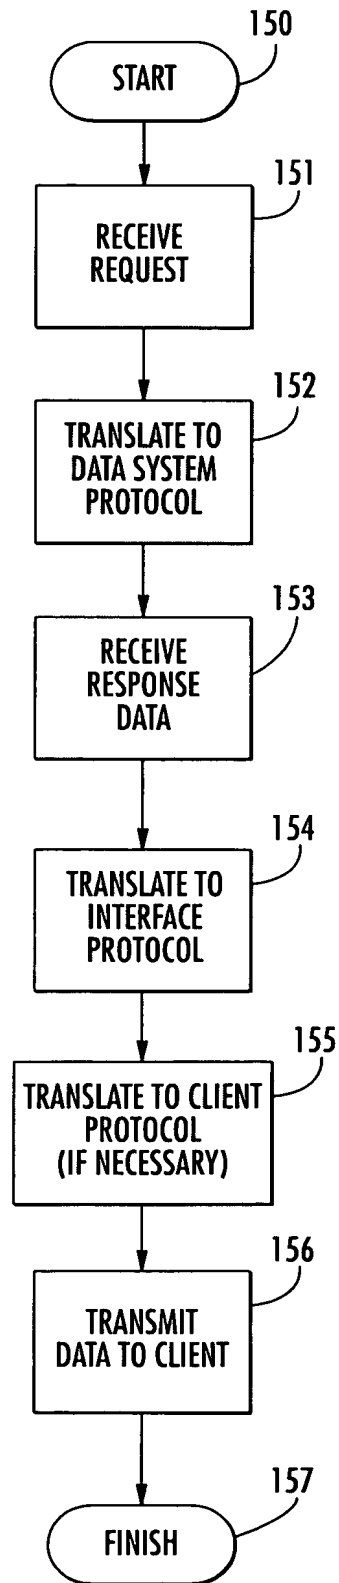 150
START
151
RECEIVE
REQUEST
152
TRANSLATE TO
DATA SYSTEM
PROTOCOL
153
RECEIVE
RESPONSE
DATA
154
TRANSLATE TO
INTERFACE
PROTOCOL
155
TRANSLATE TO CLIENT
PROTOCOL
(IF NECESSARY)
156
TRANSMIT
DATA TO CLIENT
157
FINISH